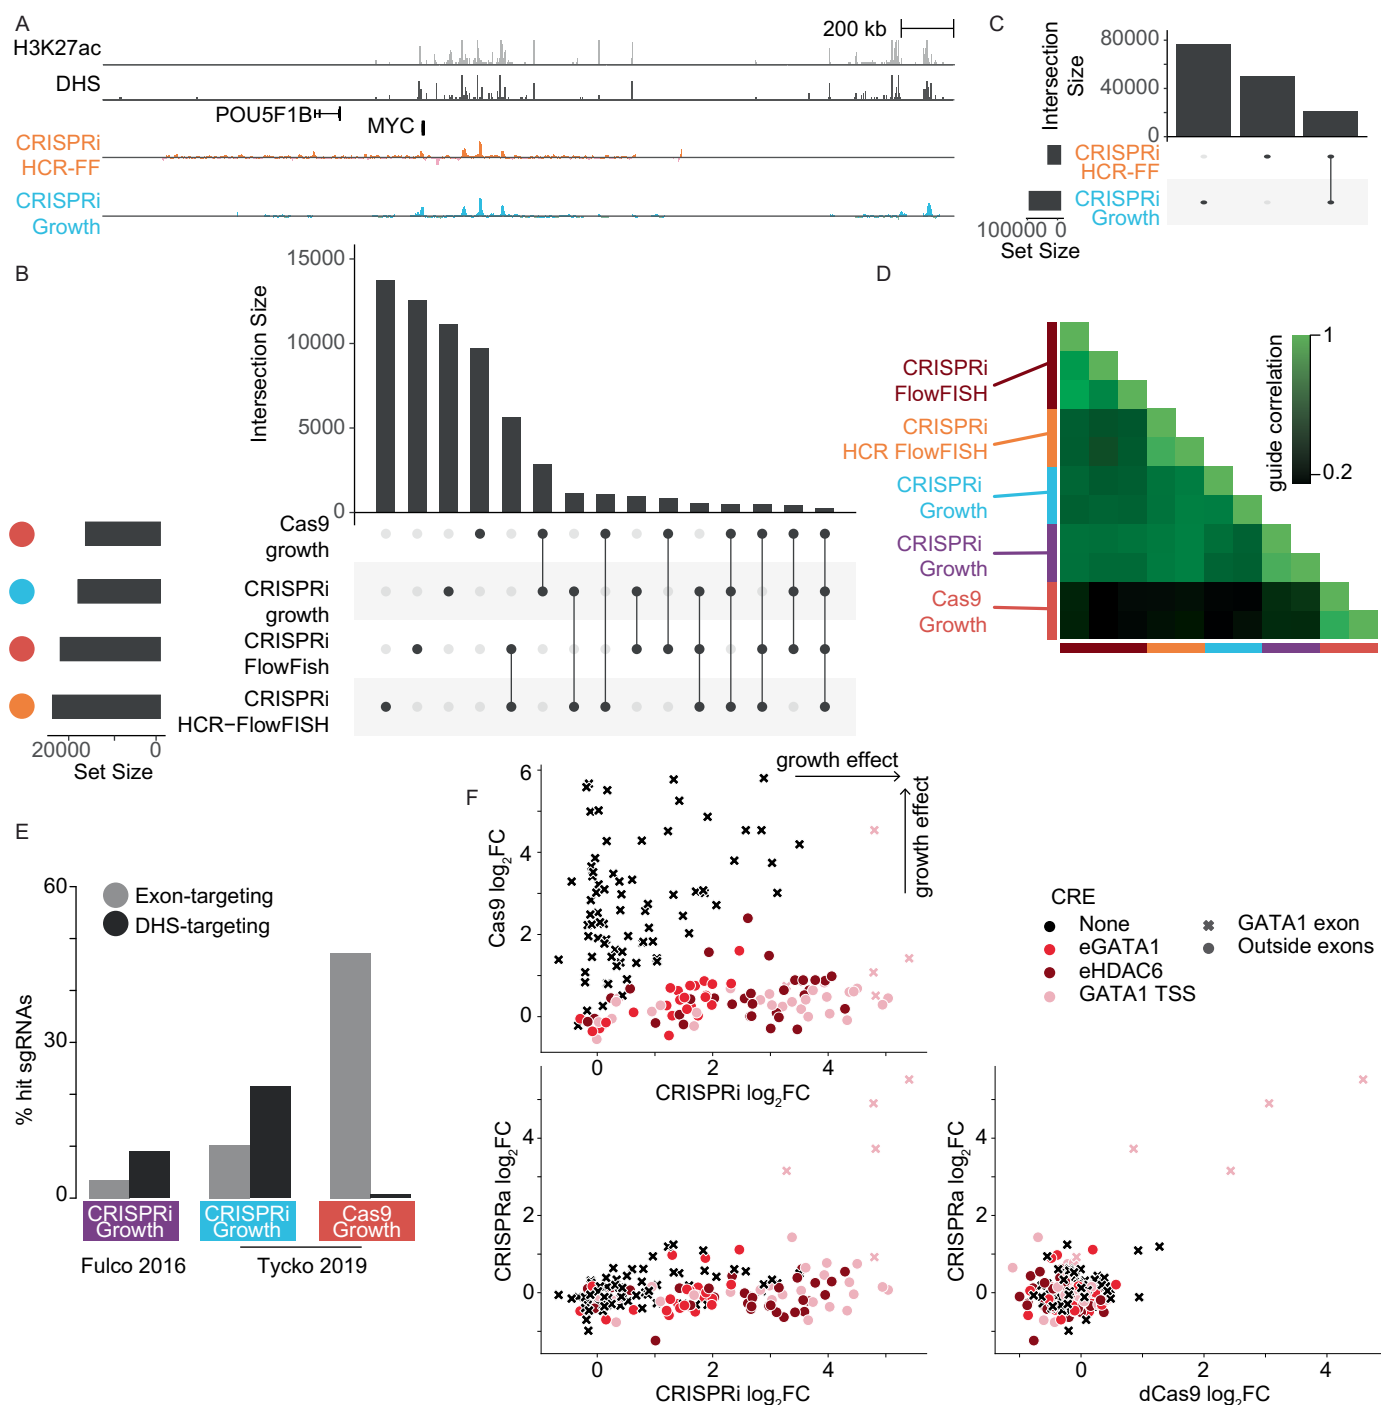 A
H3K27ac
200 kb
DHS
POU5F1B
MYC
CRISPRi
HCR-FF
CRISPRi
Growth
C
Intersection
Size
80000
40000
0
CRISPRi
HCR-FF
CRISPRi
Growth
100000 0
Set Size
B
Intersection Size
15000
10000
5000
0
Cas9
growth
CRISPRi
growth
CRISPRi
FlowFish
CRISPRi
HCR−FlowFISH
20000 0
Set Size
D
CRISPRi
FlowFISH
CRISPRi
HCR FlowFISH
CRISPRi
Growth
CRISPRi
Growth
Cas9
Growth
guide correlation
1
0.2
E
% hit sgRNAs
60
30
0
Exon-targeting
DHS-targeting
CRISPRi
Growth
CRISPRi
Growth
Cas9
Growth
Fulco 2016
Tycko 2019
F
growth effect
growth effect
Cas9 log2FC
6
4
2
0
0 2 4
CRISPRi log2FC
CRE
None
eGATA1
eHDAC6
GATA1 TSS
GATA1 exon
Outside exons
CRISPRa log2FC
4
2
0
0 2 4
CRISPRi log2FC
CRISPRa log2FC
4
2
0
0 2 4
dCas9 log2FC